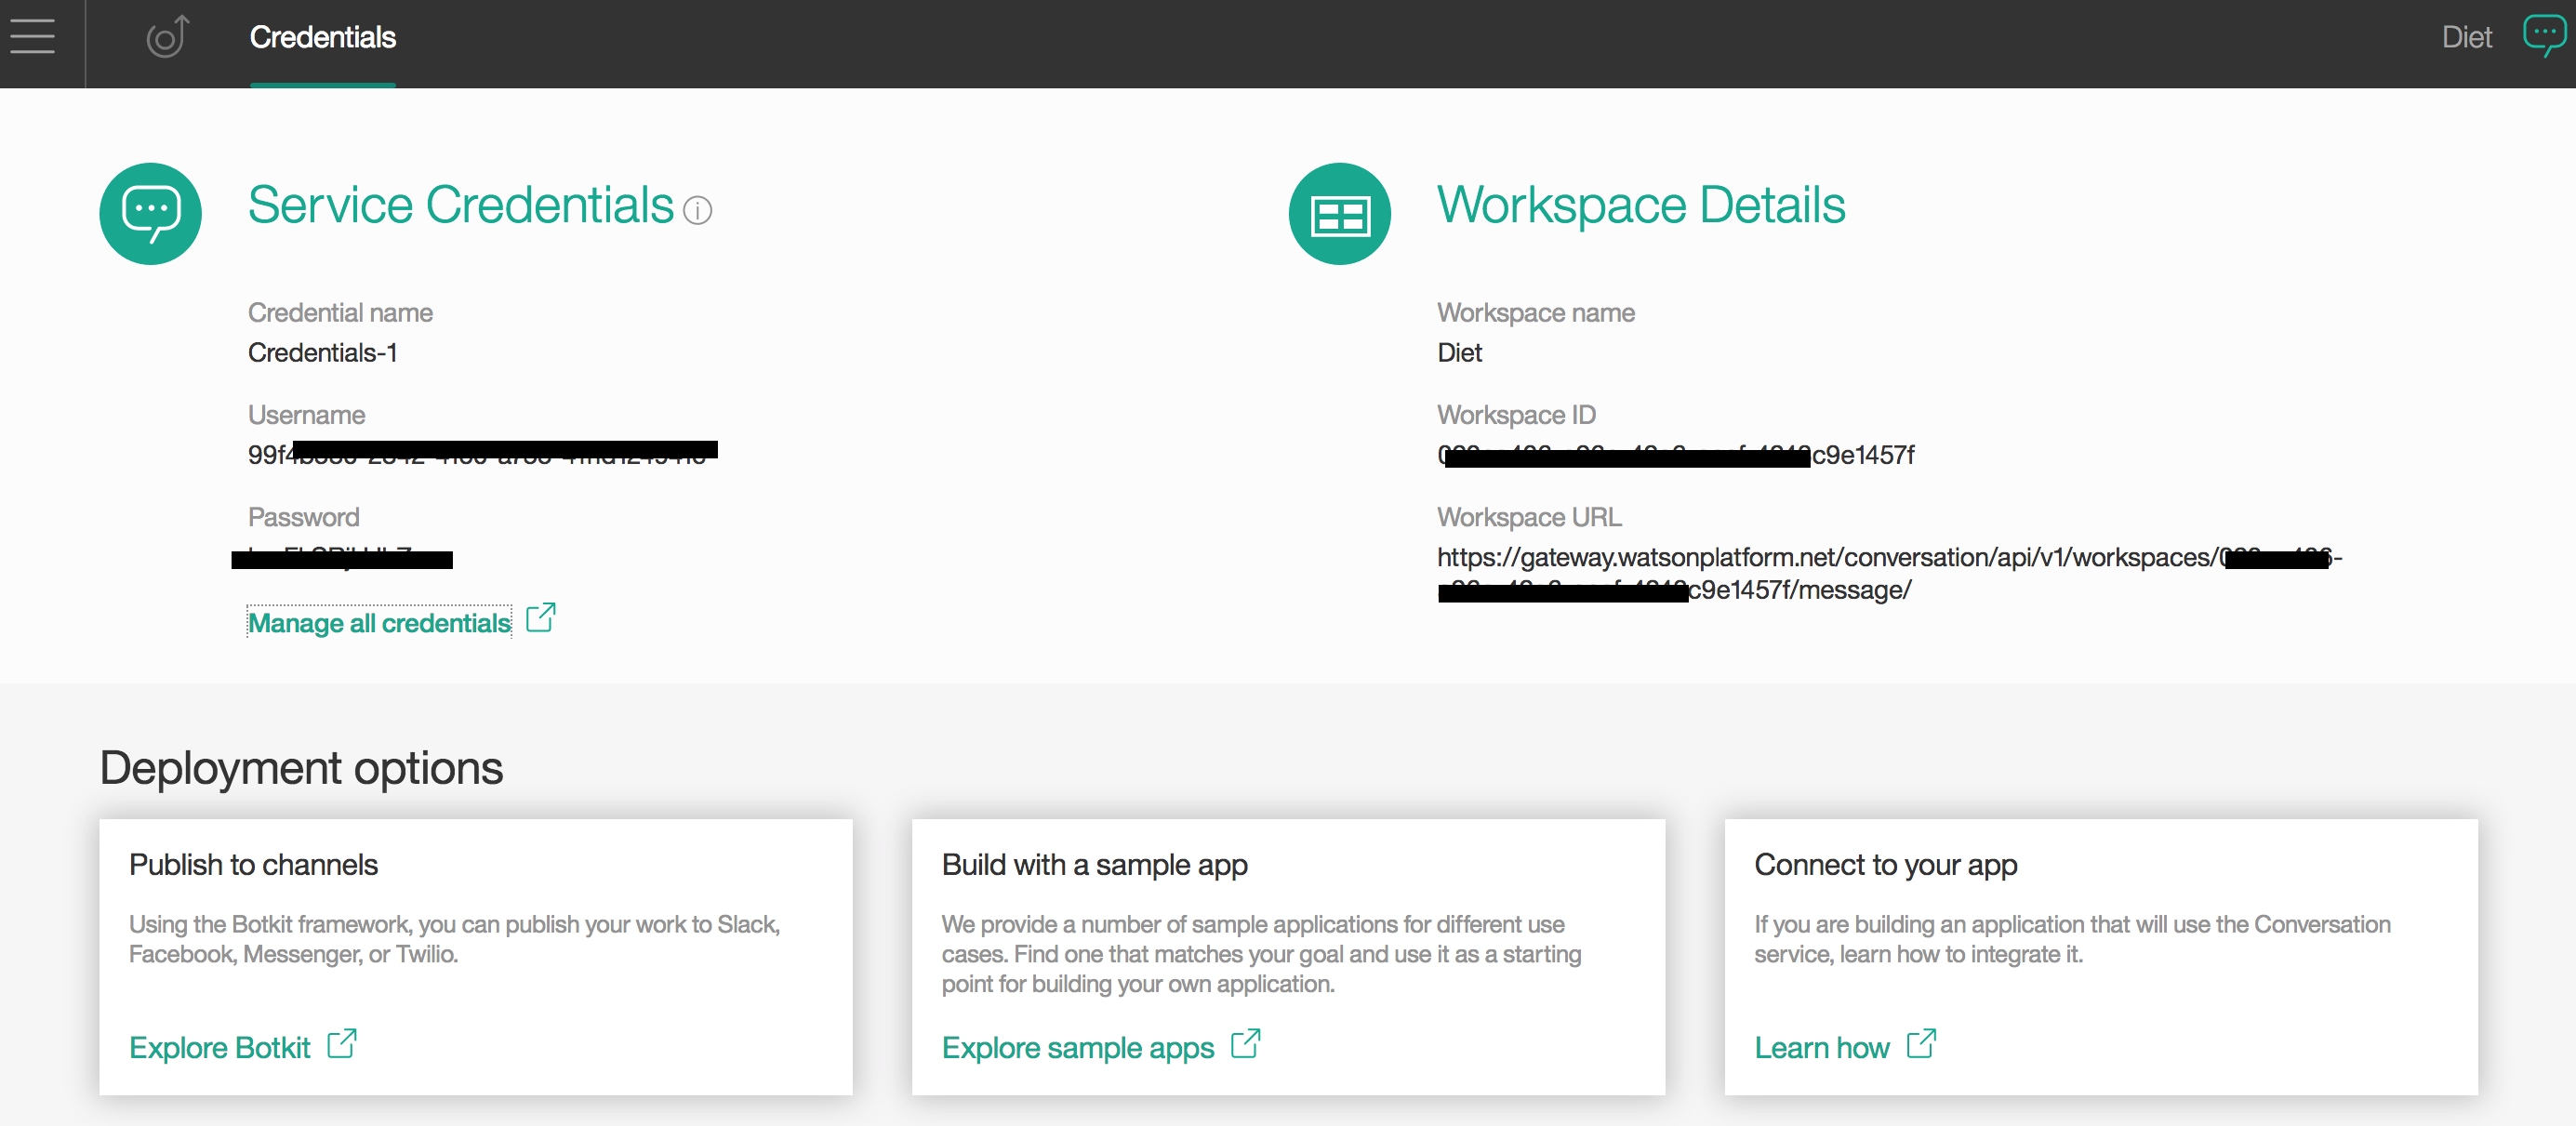 Credentials
Diet
Service Credentials
Credential name
Credentials-1
Username
99f4
Password
Manage all credentials
Workspace Details
Workspace name
Diet
Workspace ID
c9e1457f
Workspace URL
https://gateway.watsonplatform.net/conversation/api/v1/workspaces/
c9e1457f/message/
Deployment options
Publish to channels
Using the Botkit framework, you can publish your work to Slack,
Facebook, Messenger, or Twilio.
Explore Botkit
Build with a sample app
We provide a number of sample applications for different use
cases. Find one that matches your goal and use it as a starting
point for building your own application.
Explore sample apps
Connect to your app
If you are building an application that will use the Conversation
service, learn how to integrate it.
Learn how